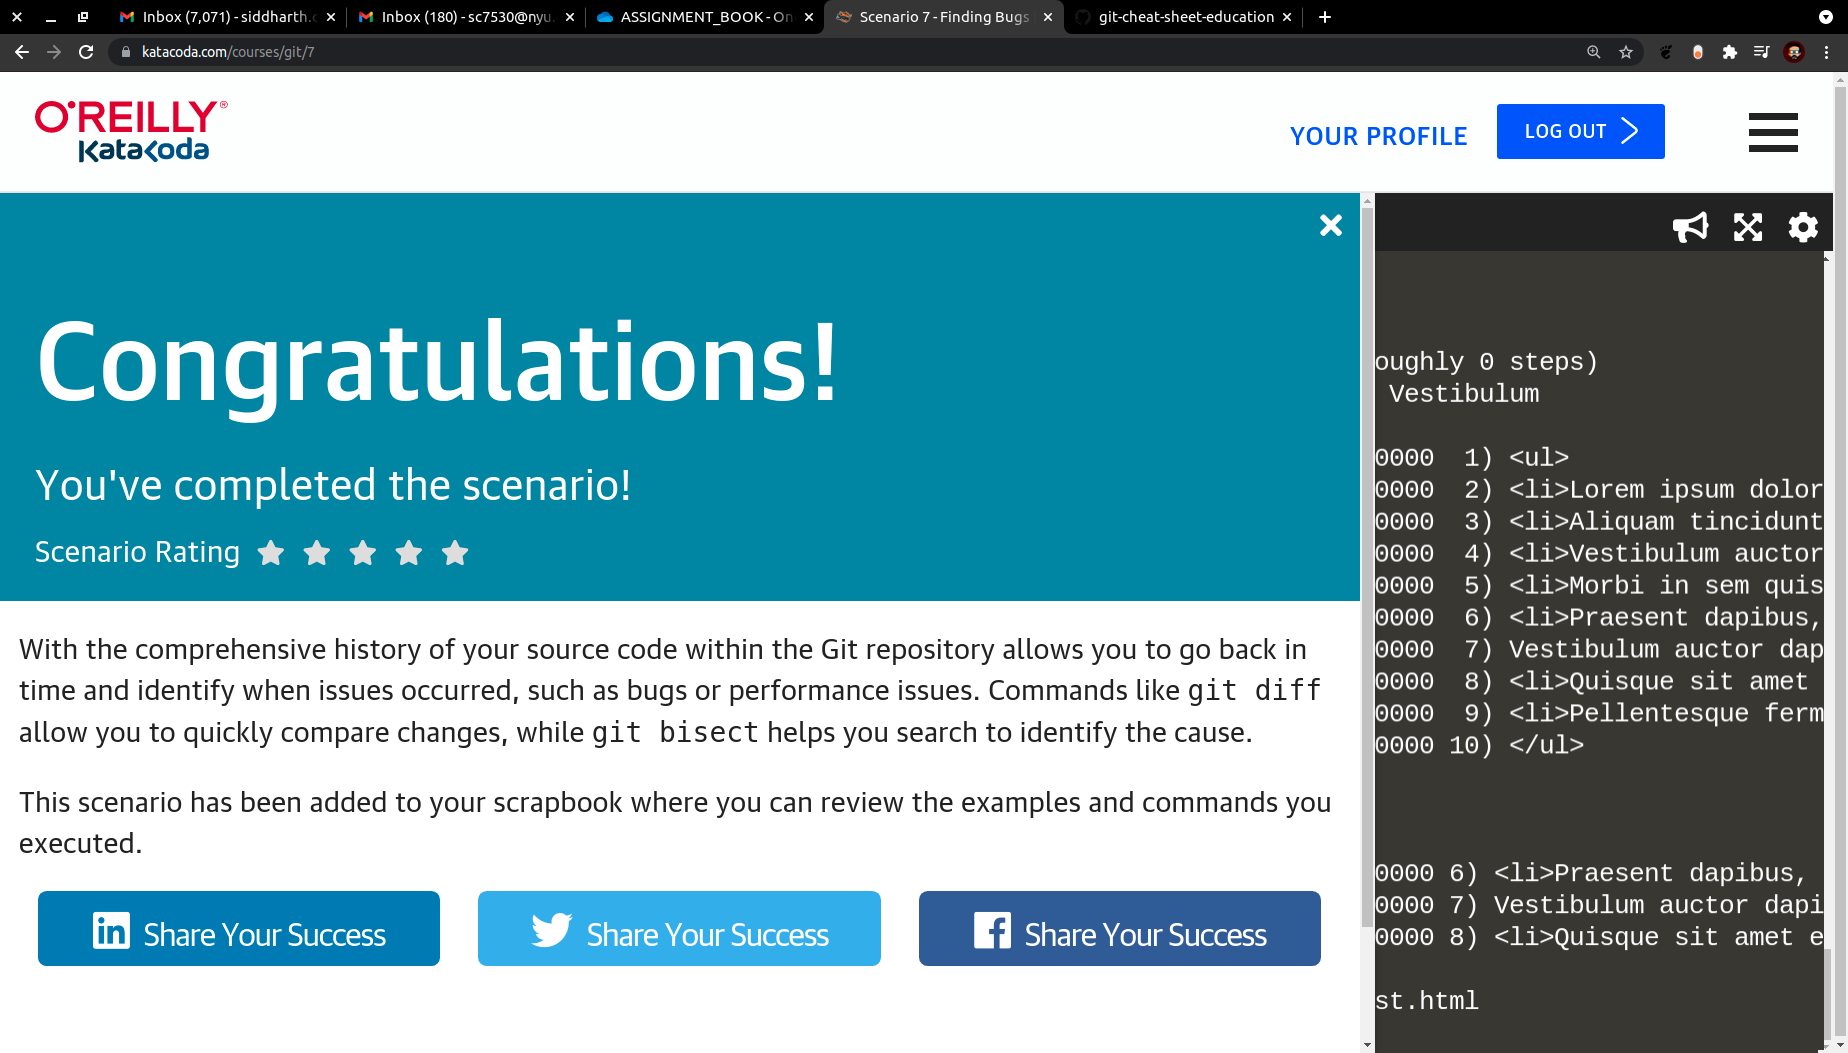 Inbox (7,071) - siddharth.c
Inbox (180) - sc7530@nyu.
ASSIGNMENT_BOOK - On
Scenario 7 - Finding Bugs
git-cheat-sheet-education
katacoda.com/courses/git/7
O'REILLY®
Katacoda
YOUR PROFILE
LOG OUT
Congratulations!
You've completed the scenario!
Scenario Rating
With the comprehensive history of your source code within the Git repository allows you to go back in
time and identify when issues occurred, such as bugs or performance issues. Commands like git diff
allow you to quickly compare changes, while git bisect helps you search to identify the cause.
This scenario has been added to your scrapbook where you can review the examples and commands you
executed.
Share Your Success
Share Your Success
Share Your Success
oughly 0 steps)
Vestibulum
0000  1) <ul>
0000  2) <li>Lorem ipsum dolor
0000  3) <li>Aliquam tincidunt
0000  4) <li>Vestibulum auctor
0000  5) <li>Morbi in sem quis
0000  6) <li>Praesent dapibus,
0000  7) Vestibulum auctor dap
0000  8) <li>Quisque sit amet
0000  9) <li>Pellentesque ferm
0000 10) </ul>
0000 6) <li>Praesent dapibus,
0000 7) Vestibulum auctor dapi
0000 8) <li>Quisque sit amet e
st.html